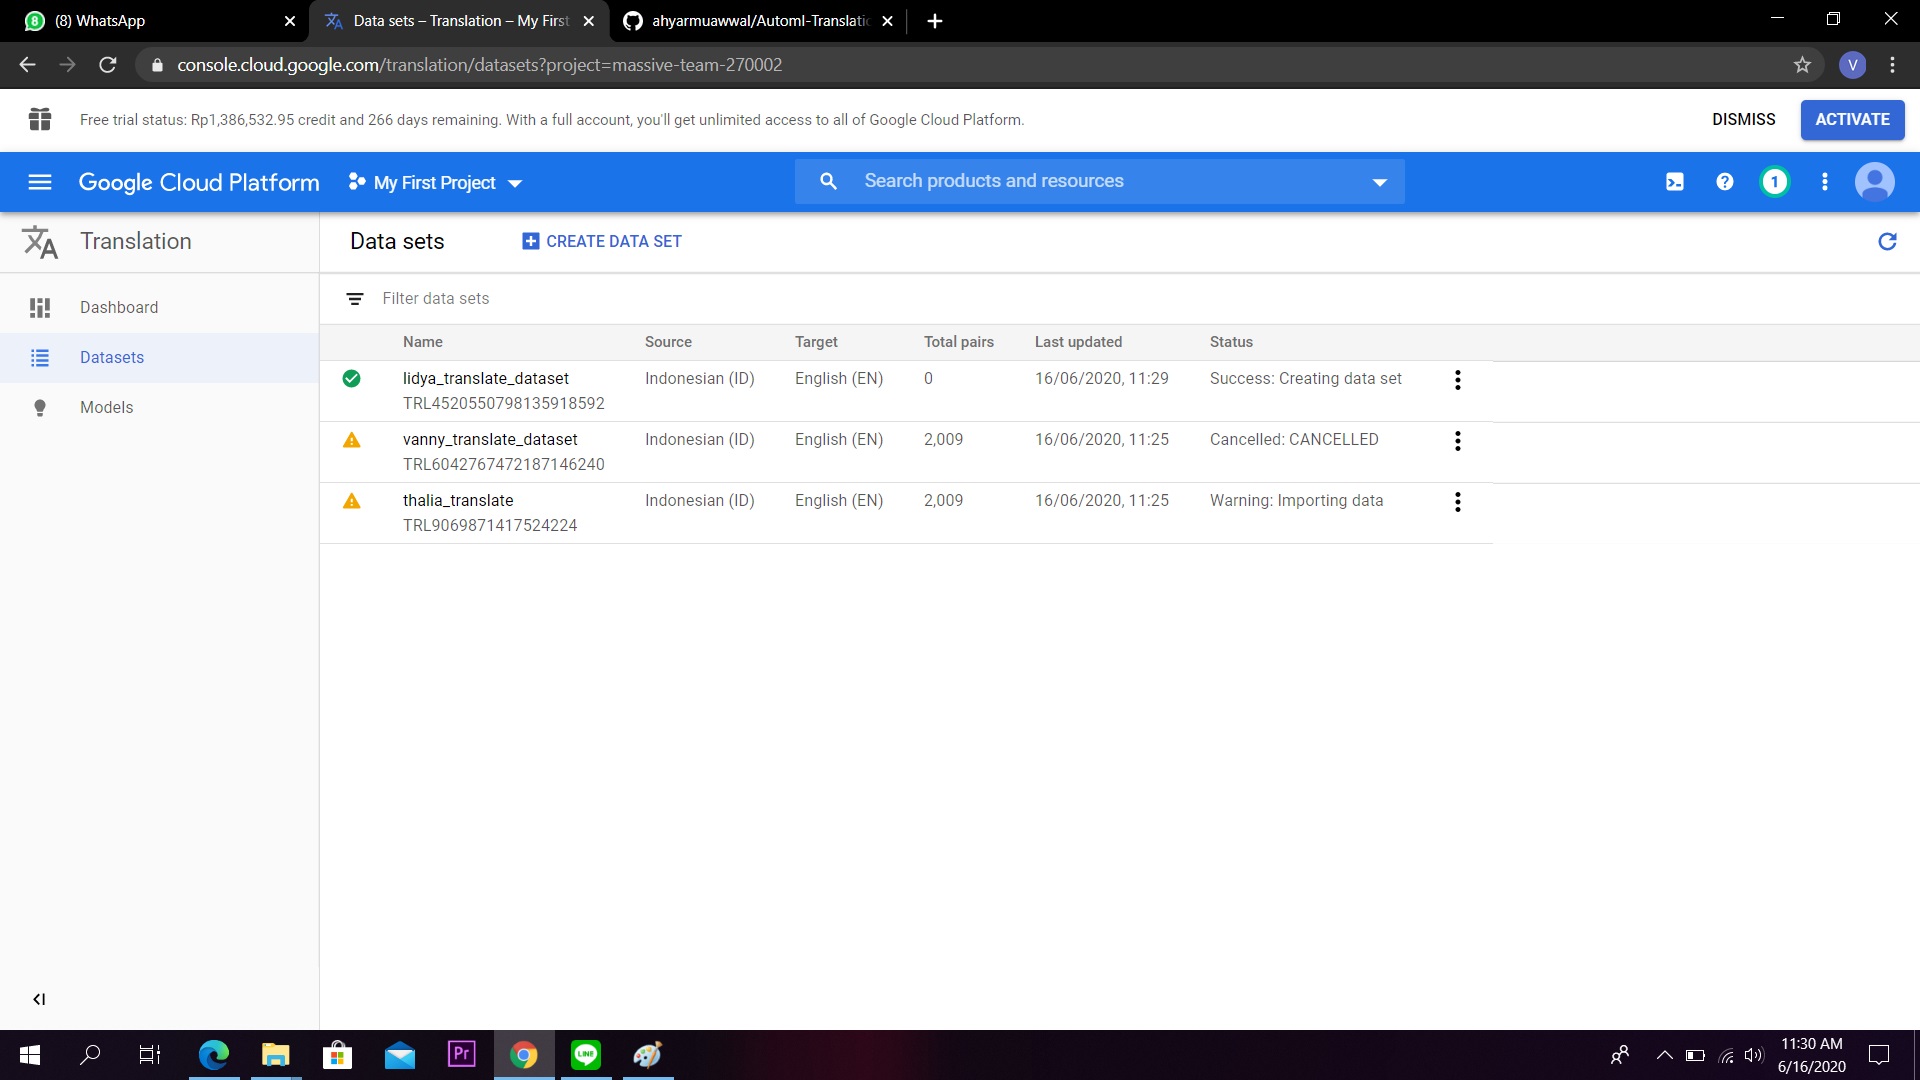 (8) WhatsApp
Data sets – Translation – My First
ahyarmuawwal/Automl-Translatio
console.cloud.google.com/translation/datasets?project=massive-team-270002
V
Free trial status: Rp1,386,532.95 credit and 266 days remaining. With a full account, you'll get unlimited access to all of Google Cloud Platform.
DISMISS
ACTIVATE
Google Cloud Platform
My First Project
Search products and resources
1
Translation
Data sets
CREATE DATA SET
Dashboard
Datasets
Models
Filter data sets
Name Source Target Total pairs Last updated Status
lidya_translate_dataset Indonesian (ID) English (EN) 0 16/06/2020, 11:29 Success: Creating data set
TRL4520550798135918592
vanny_translate_dataset Indonesian (ID) English (EN) 2,009 16/06/2020, 11:25 Cancelled: CANCELLED
TRL6042767472187146240
thalia_translate Indonesian (ID) English (EN) 2,009 16/06/2020, 11:25 Warning: Importing data
TRL9069871417524224
Pr
LINE
11:30 AM
6/16/2020